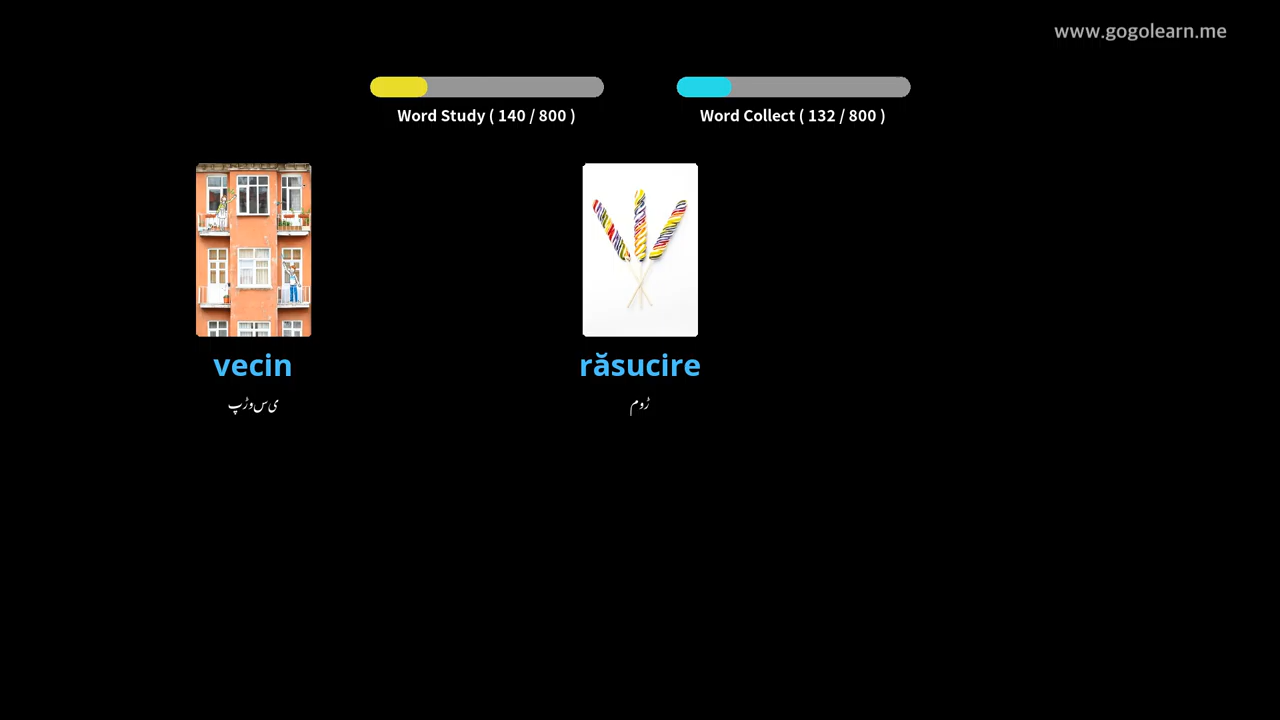 www.gogolearn.me
Word Study ( 140 / 800 )
Word Collect ( 132 / 800 )
vecin
răsucire
پڑوسی
موڑ